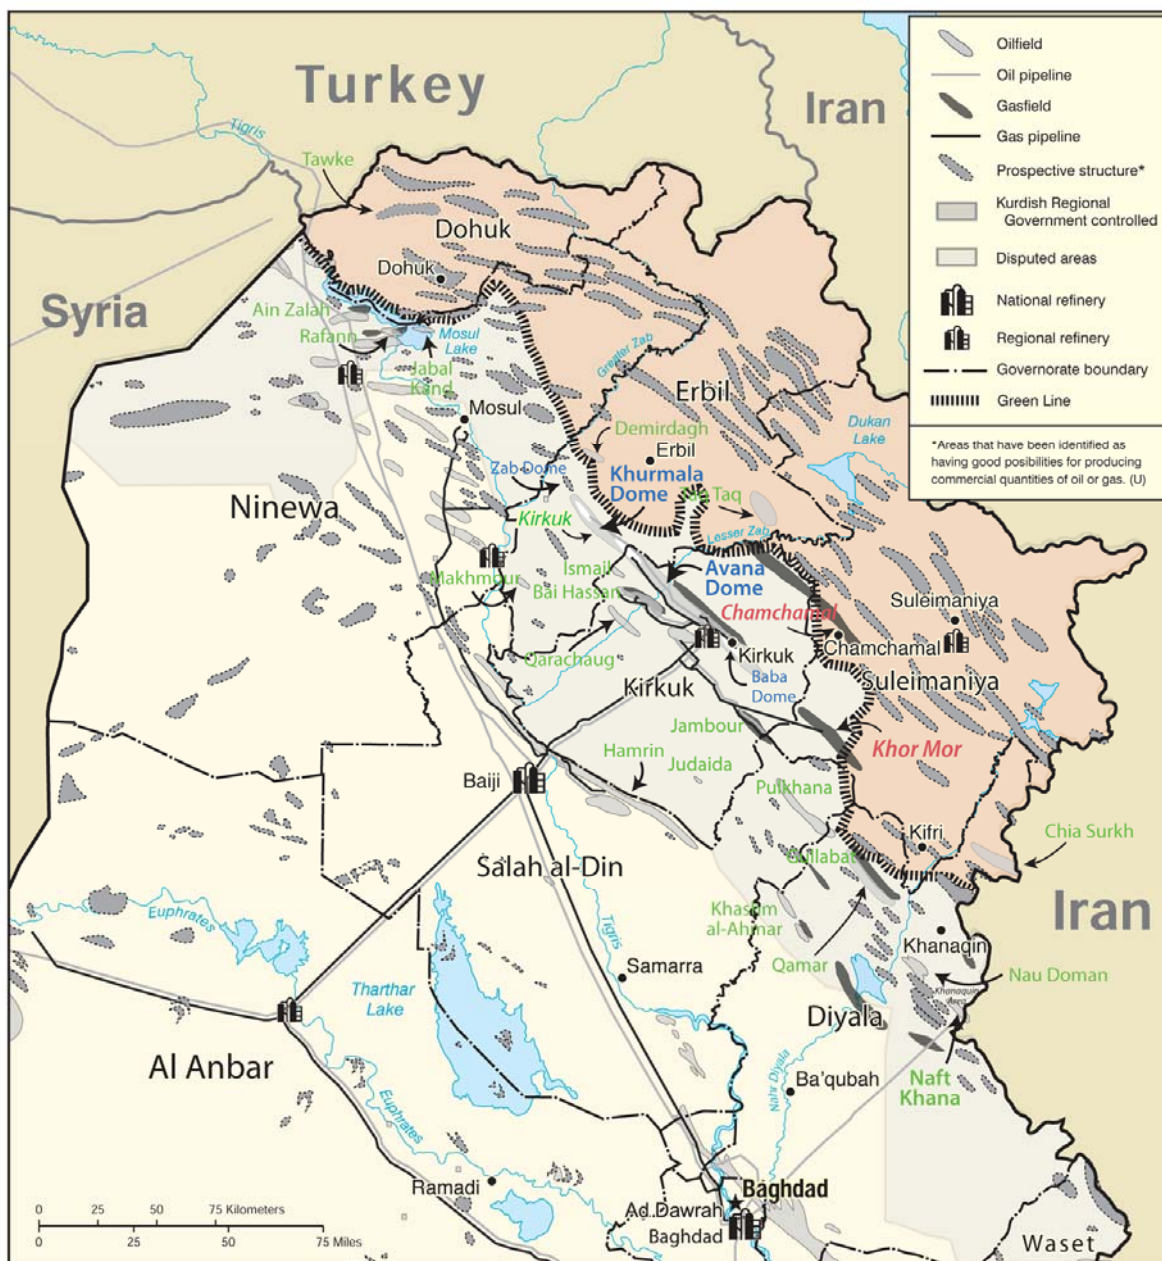 Turkey
Iran
Syria
Tigris
Tawke
Dohuk
Dohuk
Ain Zalah
Rafann
Mosul
Lake
Jabal
Kand
Mosul
Greater Zab
Erbil
Demirdagh
Erbil
Dukan
Lake
Zab Dome
Khurmala
Dome
Taq Taq
Ninewa
Kirkuk
Lesser Zab
Ismail
Makhmour
Bai Hassan
Avana
Dome
Chamchamal
Suleimaniya
Chamchamal
Qarachaug
Kirkuk
Baba
Dome
Kirkuk
Suleimaniya
Jambour
Khor Mor
Hamrin
Judaida
Baiji
Pulkhana
Kifri
Chia Surkh
Gullabat
Salah al-Din
Euphrates
Khashm
al-Ahmar
Tigris
Iran
Khanaqin
Samarra
Qamar
Nau Doman
Tharthar
Lake
Diyala
Al Anbar
Naft
Khana
Ba'qubah
Nahr Diyala
Euphrates
Ramadi
Baghdad
Ad Dawrah
Baghdad
Waset
0 25 50 75 Kilometers
0 25 50 75 Miles
Oilfield
Oil pipeline
Gasfield
Gas pipeline
Prospective structure*
Kurdish Regional
Government controlled
Disputed areas
National refinery
Regional refinery
Governorate boundary
Green Line
*Areas that have been identified as
having good posibilities for producing
commercial quantities of oil or gas. (U)